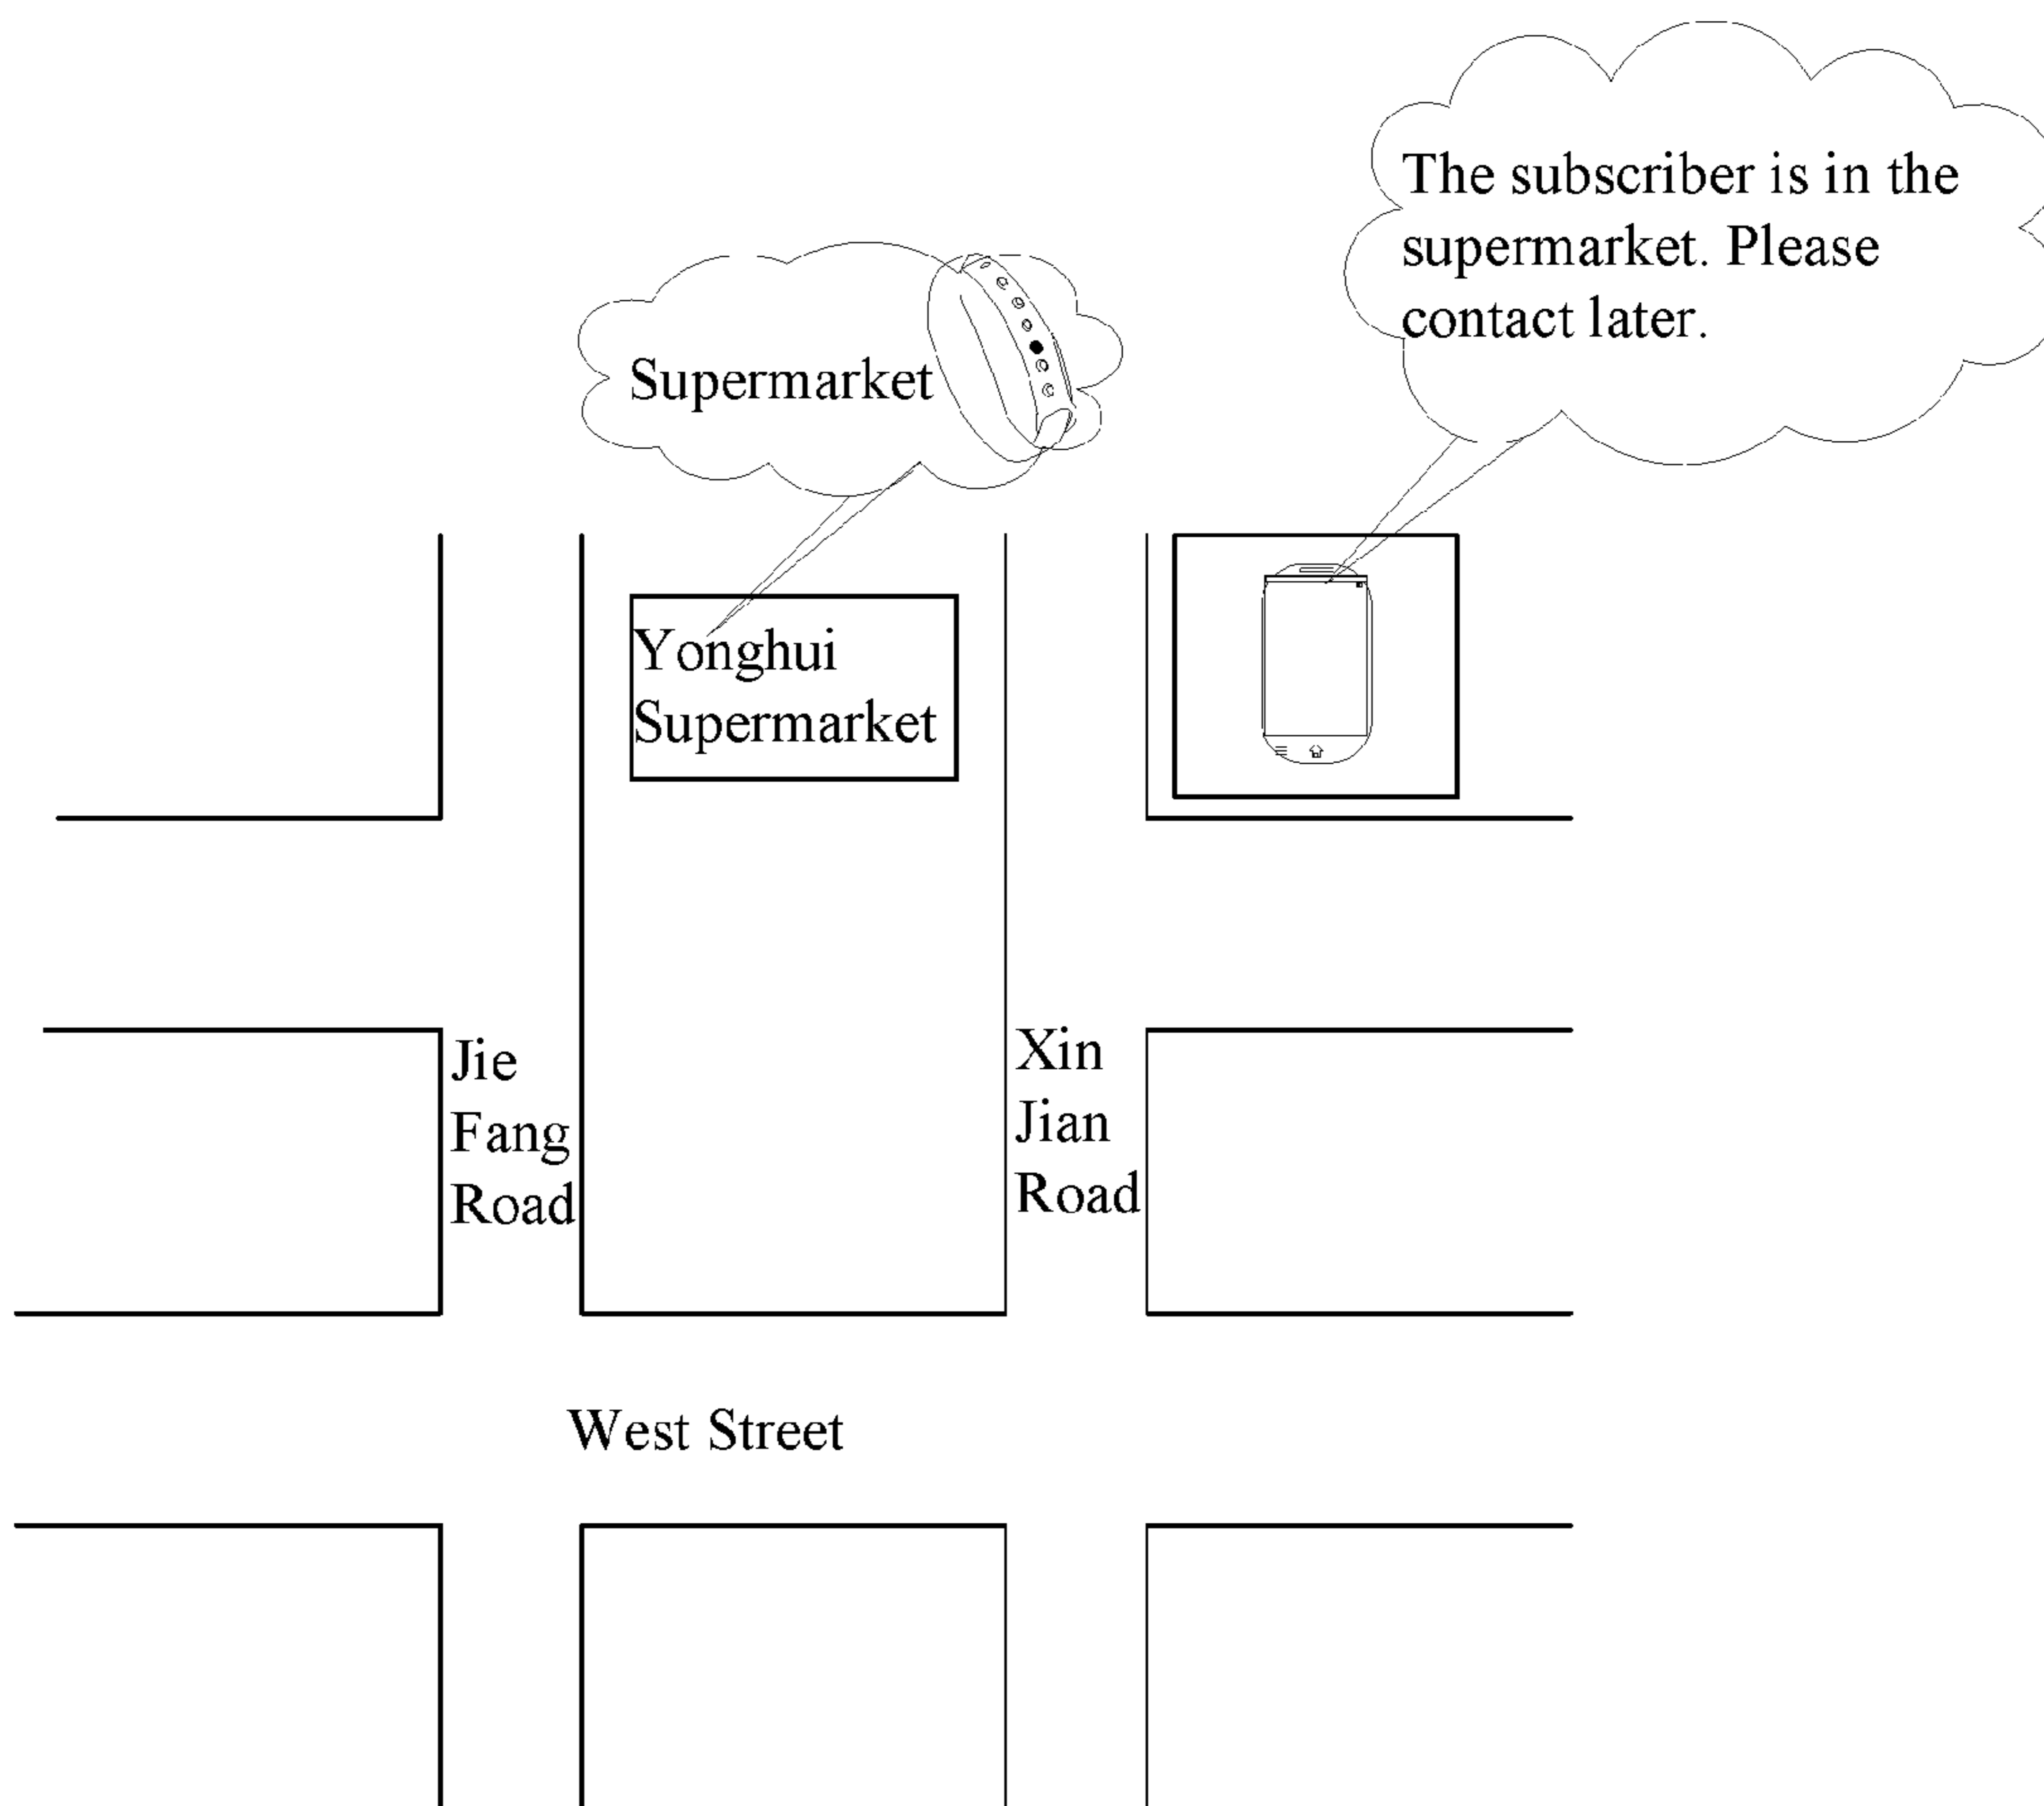 The subscriber is in the
supermarket. Please
contact later.
Supermarket
Yonghui
Supermarket
Jie
Fang
Road
Xin
Jian
Road
West Street